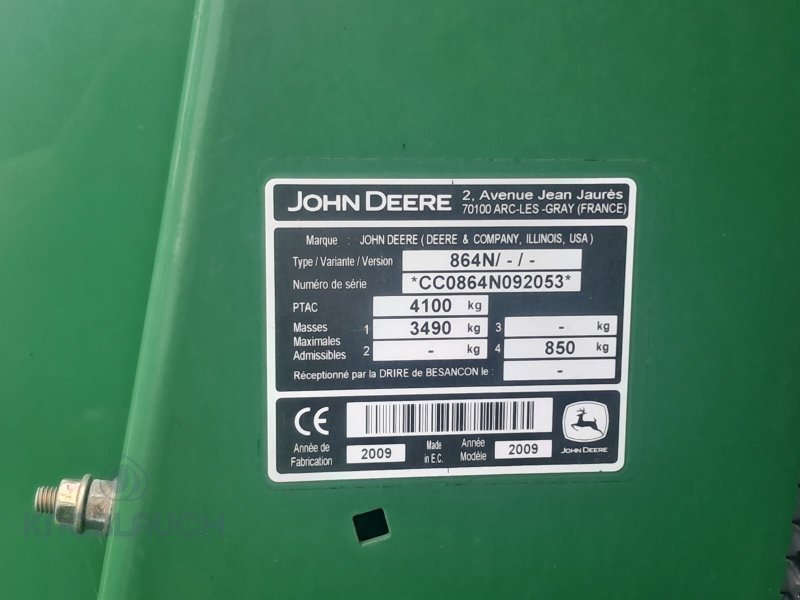 JOHN DEERE 2, Avenue Jean Jaurès
70100 ARC-LES -GRAY (FRANCE)
Marque : JOHN DEERE ( DEERE & COMPANY, ILLINOIS, USA )
Type / Variante / Version 864N/ - / -
Numéro de série *CC0864N092053*
PTAC 4100 kg
Masses Maximales Admissibles
1 3490 kg 3 - kg
2 - kg 4 850 kg
Réceptionné par la DRIRE de BESANCON le : -
CE
Année de Fabrication 2009 Made in E.C. Année Modèle 2009
JOHN DEERE